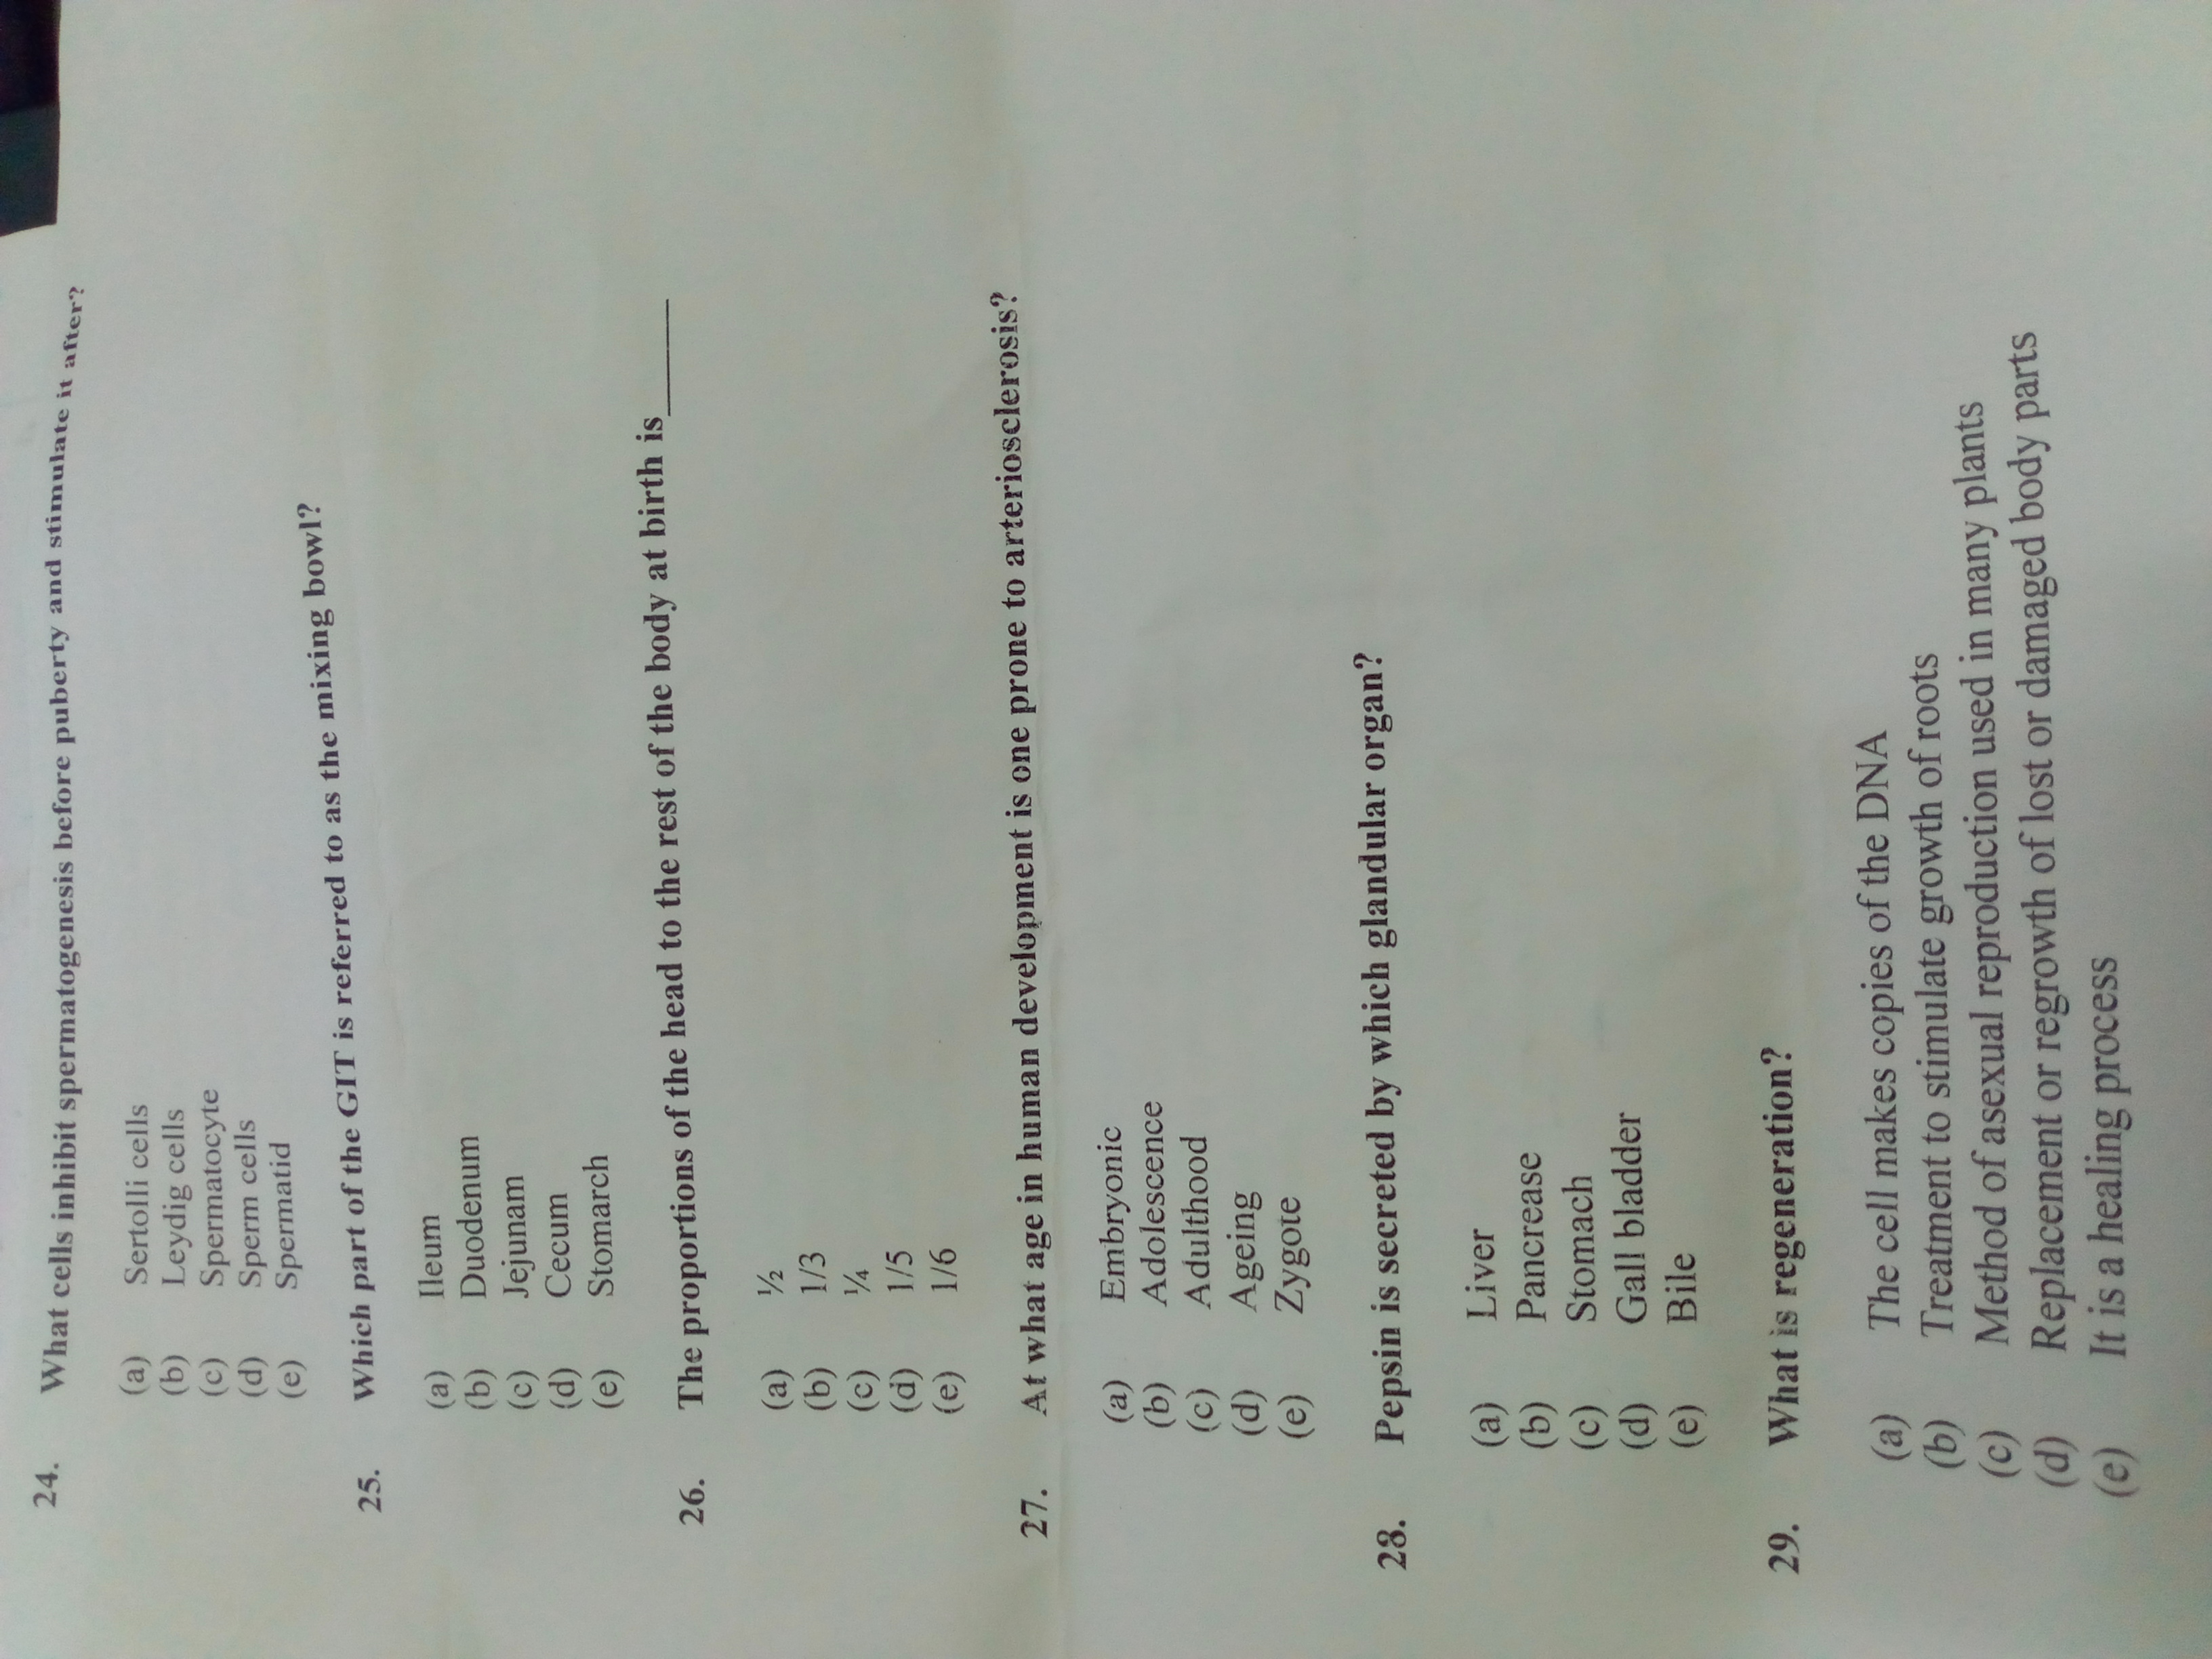 24. What cells inhibit spermatogenesis before puberty and stimulate it after?
(a) Sertolli cells
(b) Leydig cells
(c) Spermatocyte
(d) Sperm cells
(e) Spermatid
25. Which part of the GIT is referred to as the mixing bowl?
(a) Ileum
(b) Duodenum
(c) Jejunam
(d) Cecum
(e) Stomarch
26. The proportions of the head to the rest of the body at birth is______
(a) ½
(b) 1/3
(c) ¼
(d) 1/5
(e) 1/6
27. At what age in human development is one prone to arteriosclerosis?
(a) Embryonic
(b) Adolescence
(c) Adulthood
(d) Ageing
(e) Zygote
28. Pepsin is secreted by which glandular organ?
(a) Liver
(b) Pancrease
(c) Stomach
(d) Gall bladder
(e) Bile
29. What is regeneration?
(a) The cell makes copies of the DNA
(b) Treatment to stimulate growth of roots
(c) Method of asexual reproduction used in many plants
(d) Replacement or regrowth of lost or damaged body parts
(e) It is a healing process